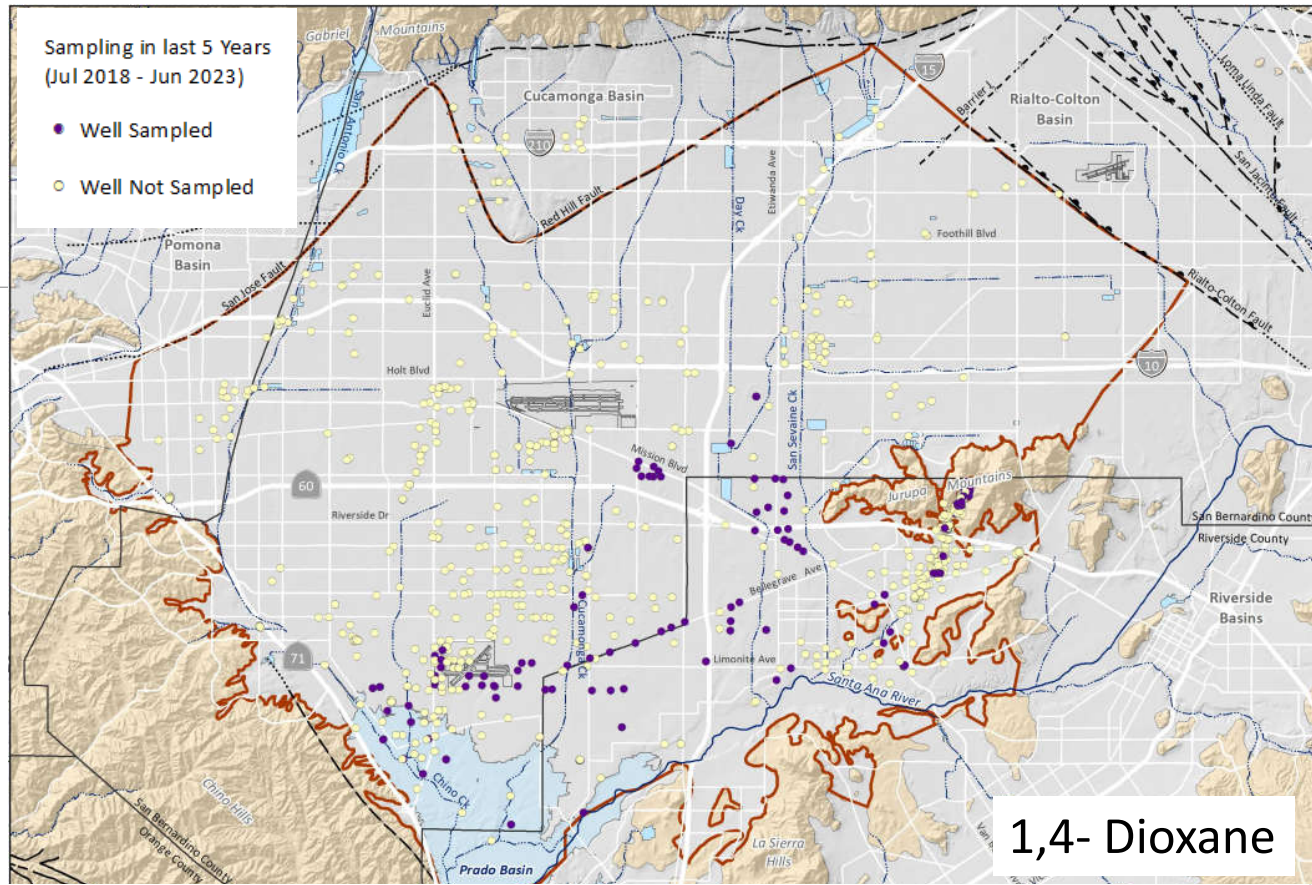 Sampling in last 5 Years
(Jul 2018 - Jun 2023)
Well Sampled
Well Not Sampled
Gabriel Mountains
San Antonio Ck
Cucamonga Basin
210
15
Barrier J
Rialto-Colton
Basin
Loma Linda Fault
San Jacinto Fault
Etiwanda Ave
Day Ck
Red Hill Fault
Foothill Blvd
Pomona
Basin
San Jose Fault
Euclid Ave
Rialto-Colton Fault
Holt Blvd
10
San Sevaine Ck
Mission Blvd
60
Jurupa Mountains
Riverside Dr
San Bernardino County
Riverside County
Bellegrave Ave
Cucamonga Ck
Riverside
Basins
71
Limonite Ave
Santa Ana River
Chino Ck
Chino Hills
San Bernardino County
Orange County
La Sierra
Hills
Prado Basin
1,4- Dioxane